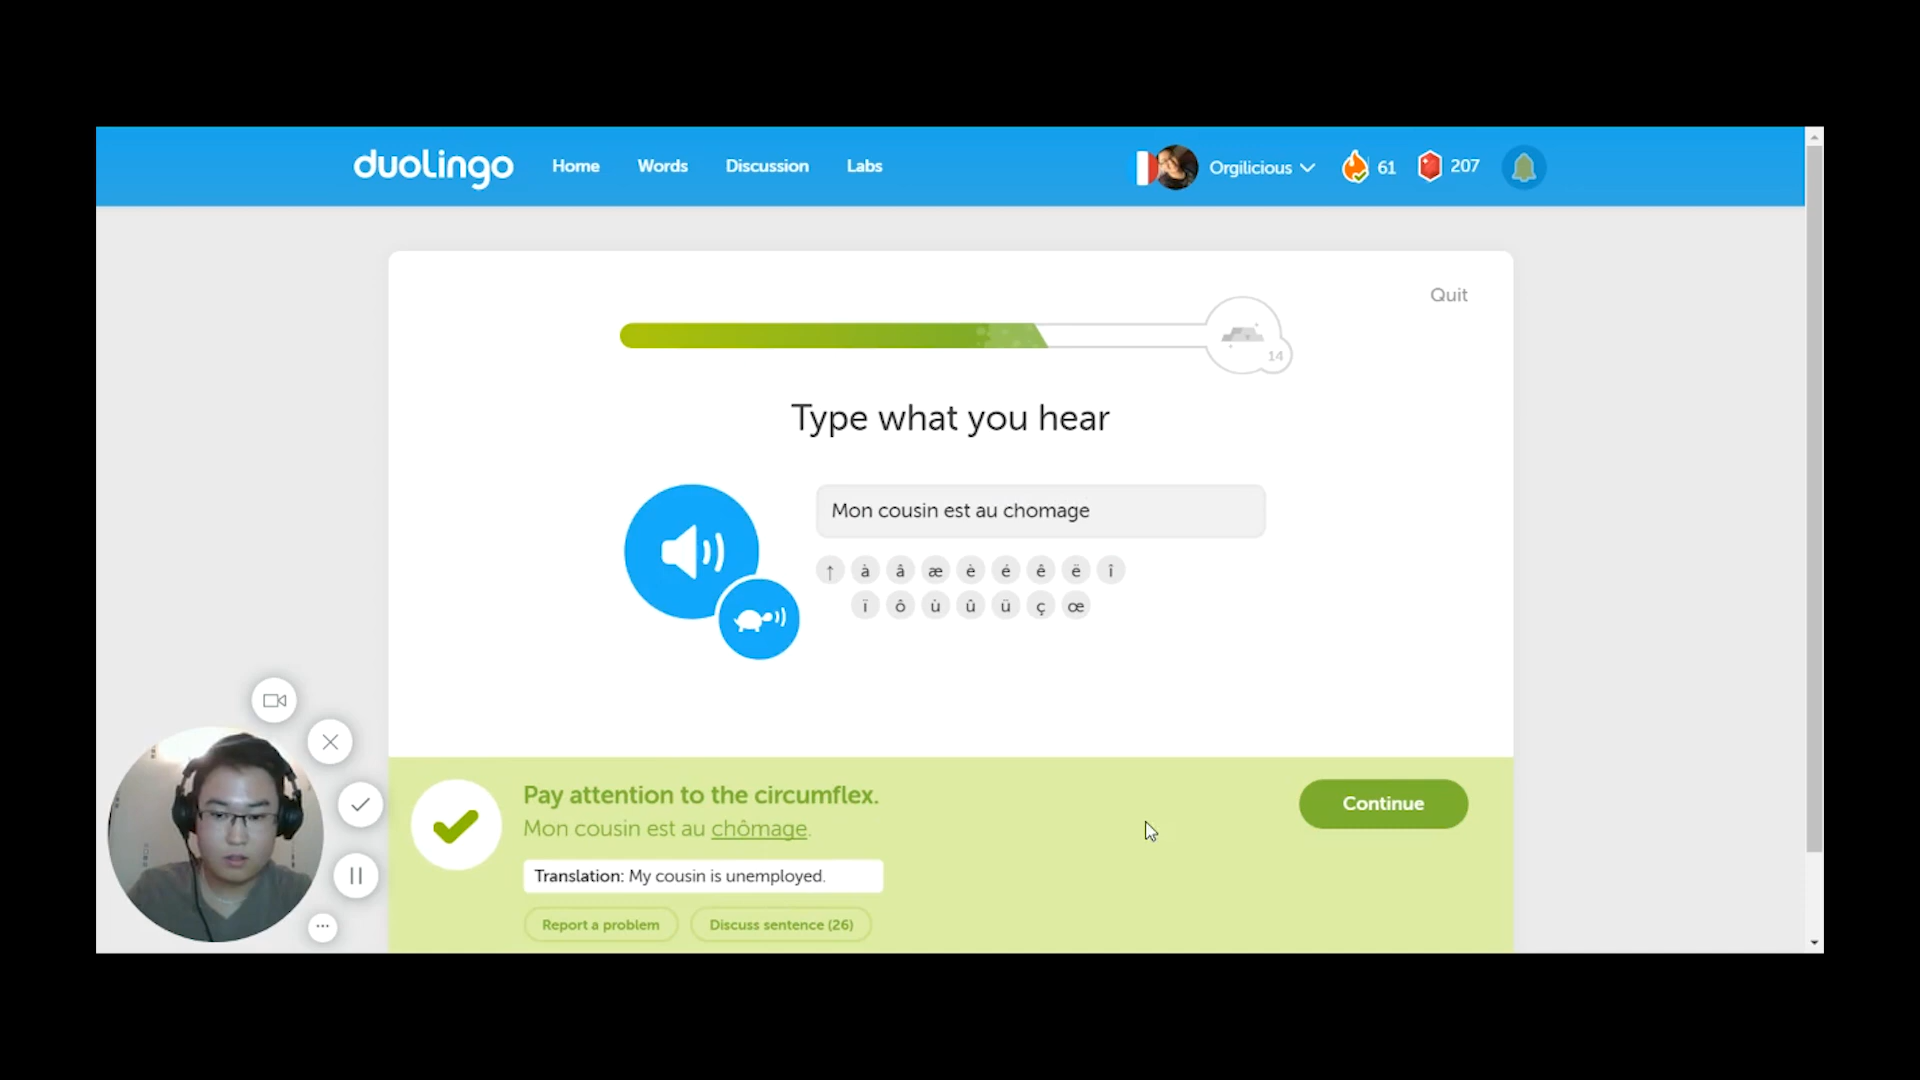 duolingo Home Words Discussion Labs Orgilicious 61 207
Quit
14
Type what you hear
Mon cousin est au chomage
↑ à â æ è é ê ë î
ï ô ù û ü ç œ
Pay attention to the circumflex.
Continue
Mon cousin est au chômage.
Translation: My cousin is unemployed.
Report a problem Discuss sentence (26)